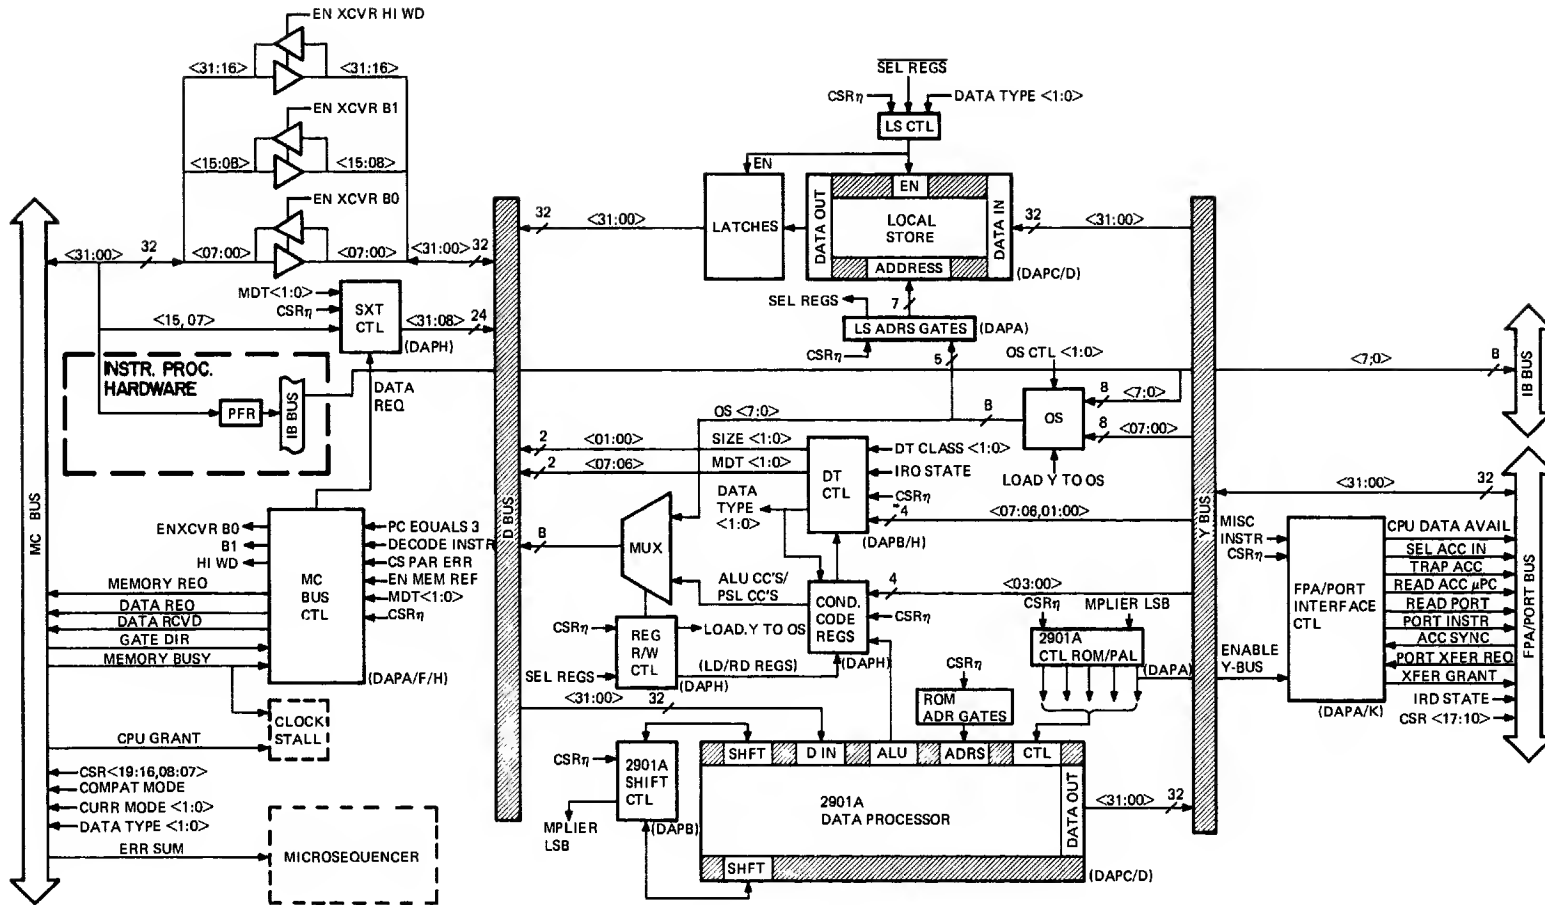 EN XCVR HI WD
<31:16>
<31:16>
EN XCVR B1
<15:08>
<15:08>
EN XCVR B0
<31:00>
32
<07:00>
<07:00>
<31:00>
32
MDT<1:0>
CSRη
SXT
CTL
<15,07>
<31:08>
24
(DAPH)
INSTR. PROC.
HARDWARE
PFR
IB BUS
DATA
REQ
MC BUS
ENXCVR B0
B1
HI WD
MEMORY REQ
DATA REQ
DATA RCVD
GATE DIR
MEMORY BUSY
MC
BUS
CTL
PC EQUALS 3
DECODE INSTR
CS PAR ERR
EN MEM REF
MDT<1:0>
CSRη
(DAPA/F/H)
CLOCK
STALL
CPU GRANT
CSR<19:16,08:07>
COMPAT MODE
CURR MODE <1:0>
DATA TYPE <1:0>
ERR SUM
MICROSEQUENCER
D BUS
SEL REGS
CSRη
DATA TYPE <1:0>
LS CTL
EN
LATCHES
32
<31:00>
DATA OUT
EN
LOCAL
STORE
ADDRESS
DATA IN
32
<31:00>
(DAPC/D)
SEL REGS
7
LS ADRS GATES
(DAPA)
CSRη
5
OS CTL <1:0>
<7;0>
8
IB BUS
OS <7:0>
8
OS
8
<7:0>
8
<07:00>
LOAD Y TO OS
2
<01:00>
SIZE <1:0>
2
<07:06>
MDT <1:0>
DT
CTL
DT CLASS <1:0>
IRO STATE
CSRη
4
<07:06,01:00>
(DAPB/H)
DATA
TYPE
<1:0>
8
MUX
ALU CC'S/
PSL CC'S
COND.
CODE
REGS
4
<03:00>
CSRη
(DAPH)
CSRη
REG
R/W
CTL
LOAD.Y TO OS
SEL REGS
(LD/RD REGS)
(DAPH)
<31:00>
32
CSRη
MPLIER LSB
2901A
CTL ROM/PAL
(DAPA)
CSRη
ROM
ADR GATES
CSRη
2901A
SHIFT
CTL
MPLIER
LSB
(DAPB)
SHFT
D IN
ALU
ADRS
CTL
2901A
DATA PROCESSOR
DATA OUT
SHFT
<31:00>
32
(DAPC/D)
Y BUS
<31:00>
32
MISC
INSTR
CSRη
FPA/PORT
INTERFACE
CTL
ENABLE
Y-BUS
(DAPA/K)
CPU DATA AVAIL
SEL ACC IN
TRAP ACC
READ ACC μPC
READ PORT
PORT INSTR
ACC SYNC
PORT XFER REQ
XFER GRANT
IRD STATE
CSR <17:10>
FPA/PORT BUS